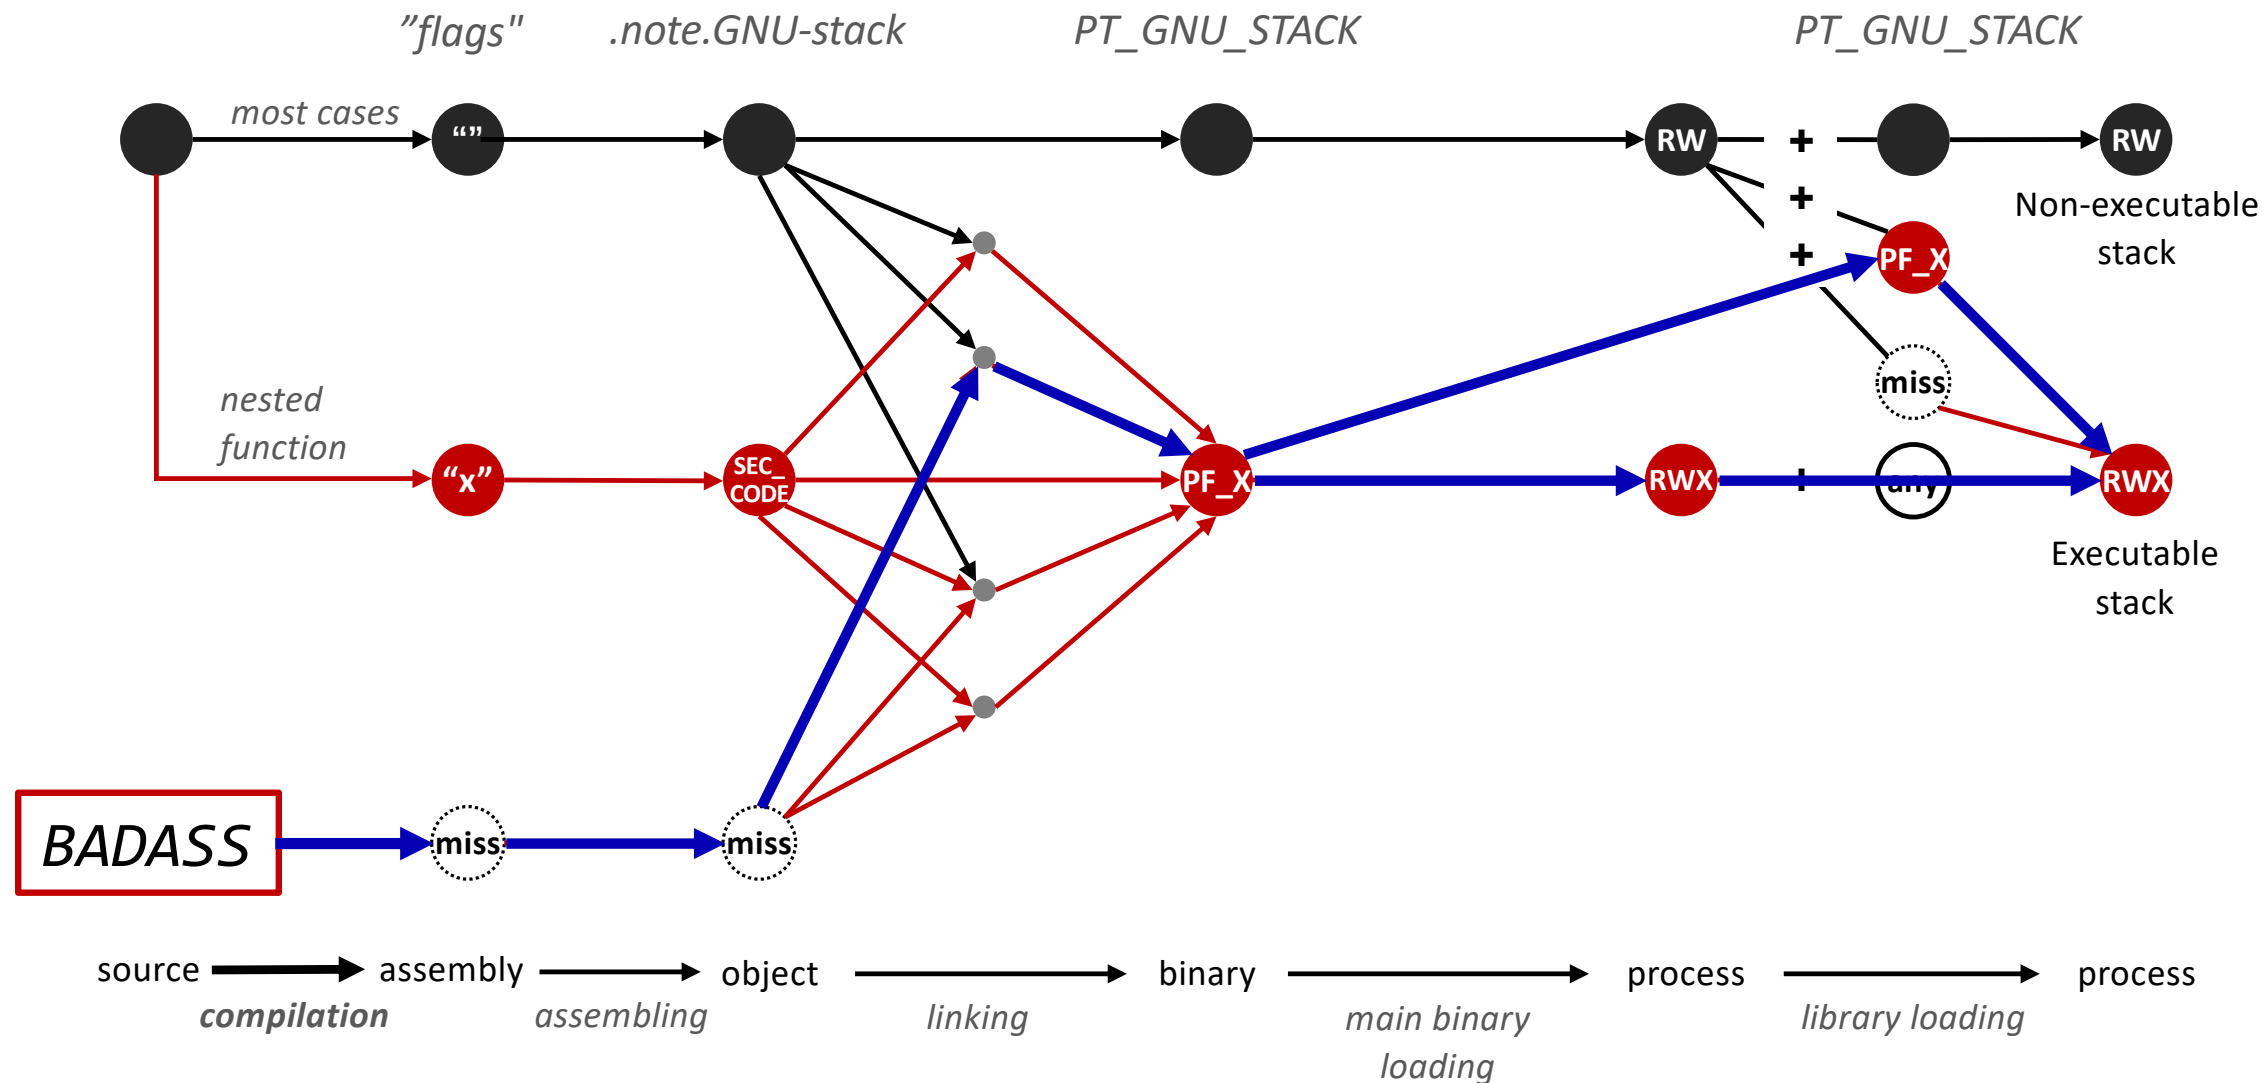 ”flags"
.note.GNU-stack
PT_GNU_STACK
PT_GNU_STACK
most cases
“”
RW
+
RW
+
+
Non-executable
stack
PF_X
miss
nested
function
“x”
SEC_
CODE
PF_X
RWX
+
any
RWX
Executable
stack
BADASS
miss
miss
source
assembly
object
binary
process
process
compilation
assembling
linking
main binary
loading
library loading